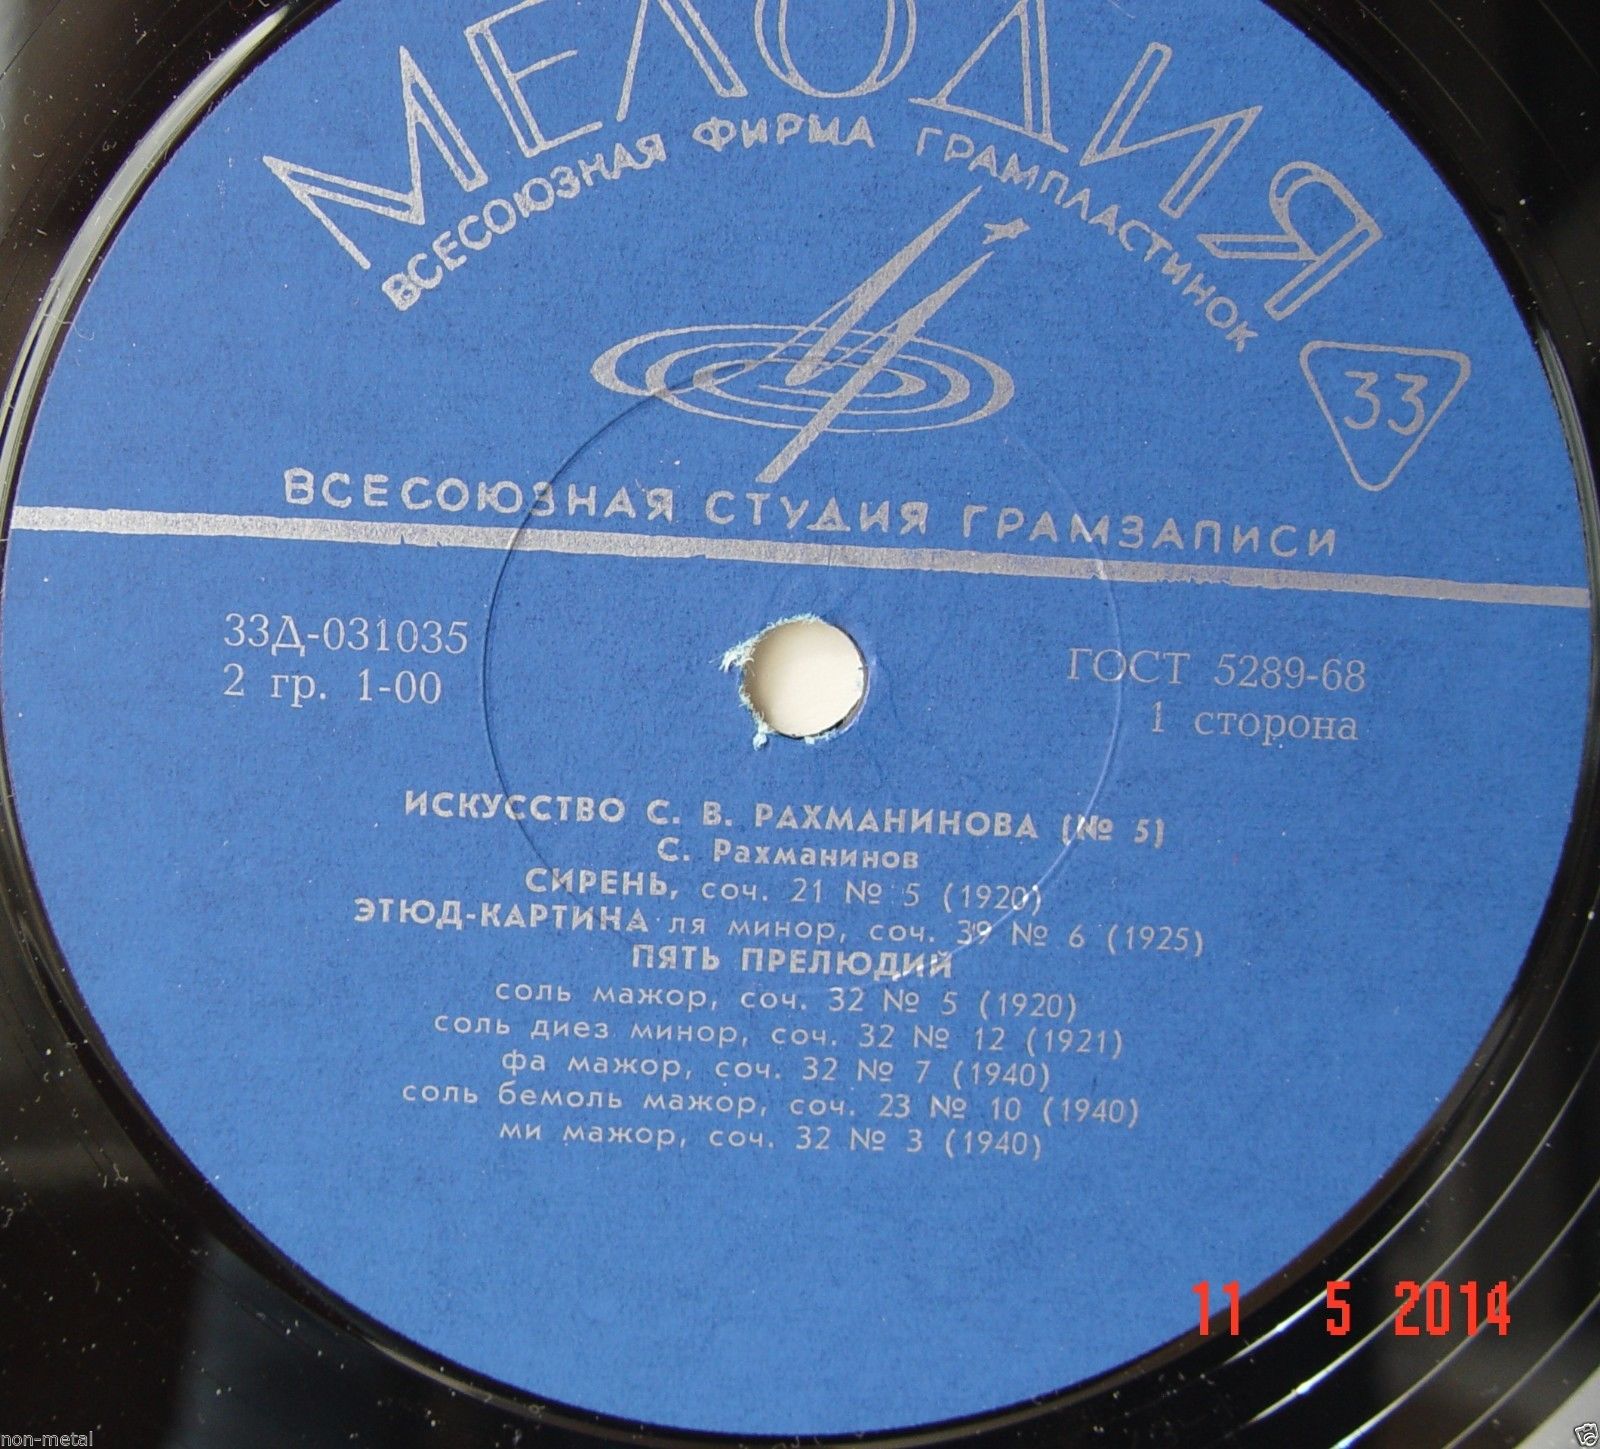 МЕЛОДИЯ
ВСЕСОЮЗНАЯ ФИРМА ГРАМПЛАСТИНОК
33
ВСЕСОЮЗНАЯ СТУДИЯ ГРАМЗАПИСИ
33Д-031035
2 гр. 1-00
ГОСТ 5289-68
1 сторона
ИСКУССТВО С. В. РАХМАНИНОВА (№ 5)
С. Рахманинов
СИРЕНЬ, соч. 21 № 5 (1920)
ЭТЮД-КАРТИНА ля минор, соч. 39 № 6 (1925)
ПЯТЬ ПРЕЛЮДИЙ
соль мажор, соч. 32 № 5 (1920)
соль диез минор, соч. 32 № 12 (1921)
фа мажор, соч. 32 № 7 (1940)
соль бемоль мажор, соч. 23 № 10 (1940)
ми мажор, соч. 32 № 3 (1940)
11 5 2014
non-metal